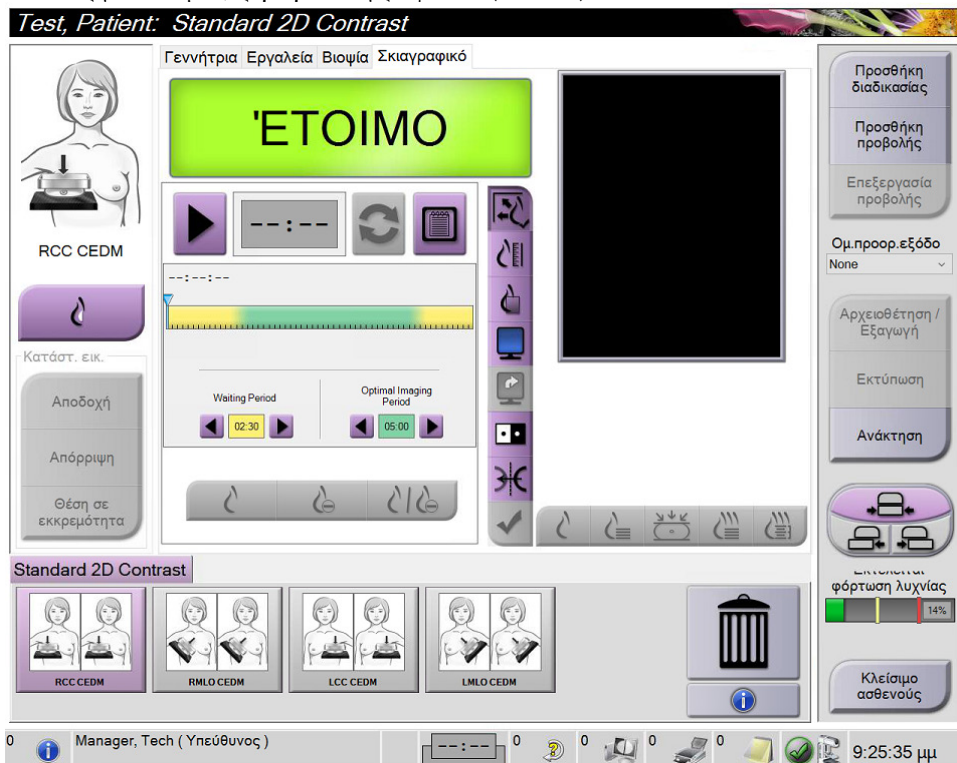 Test, Patient: Standard 2D Contrast
Γεννήτρια Εργαλεία Βιοψία Σκιαγραφικό
ΈΤΟΙΜΟ
--:--
--:--:--
RCC CEDM
Κατάστ. εικ.
Αποδοχή
Απόρριψη
Θέση σε
εκκρεμότητα
Waiting Period
02:30
Optimal Imaging
Period
05:00
Προσθήκη
διαδικασίας
Προσθήκη
προβολής
Επεξεργασία
προβολής
Ομ.προορ.εξόδο
None
Αρχειοθέτηση /
Εξαγωγή
Εκτύπωση
Ανάκτηση
φόρτωση λυχνίας
14%
Κλείσιμο
ασθενούς
Standard 2D Contrast
RCC CEDM
RMLO CEDM
LCC CEDM
LMLO CEDM
0
Manager, Tech ( Υπεύθυνος )
--:--
0
0
0
0
9:25:35 μμ